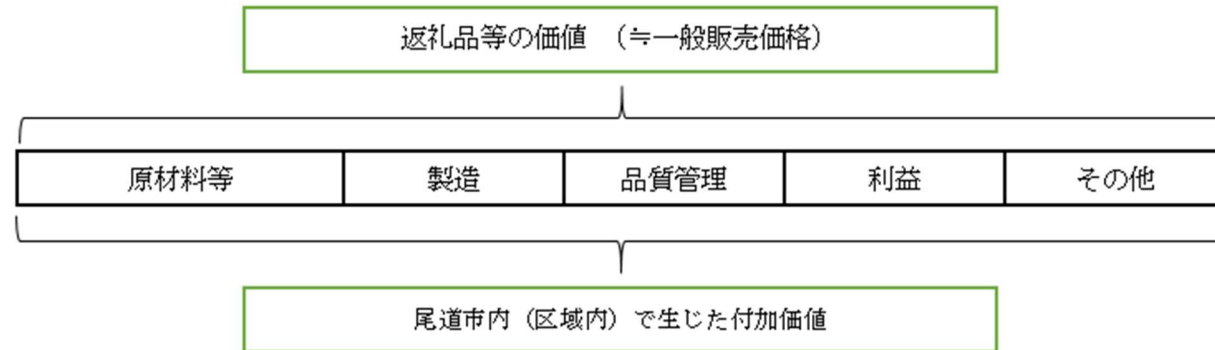 返礼品等の価値　（≒一般販売価格）
原材料等 製造 品質管理 利益 その他
尾道市内（区域内）で生じた付加価値